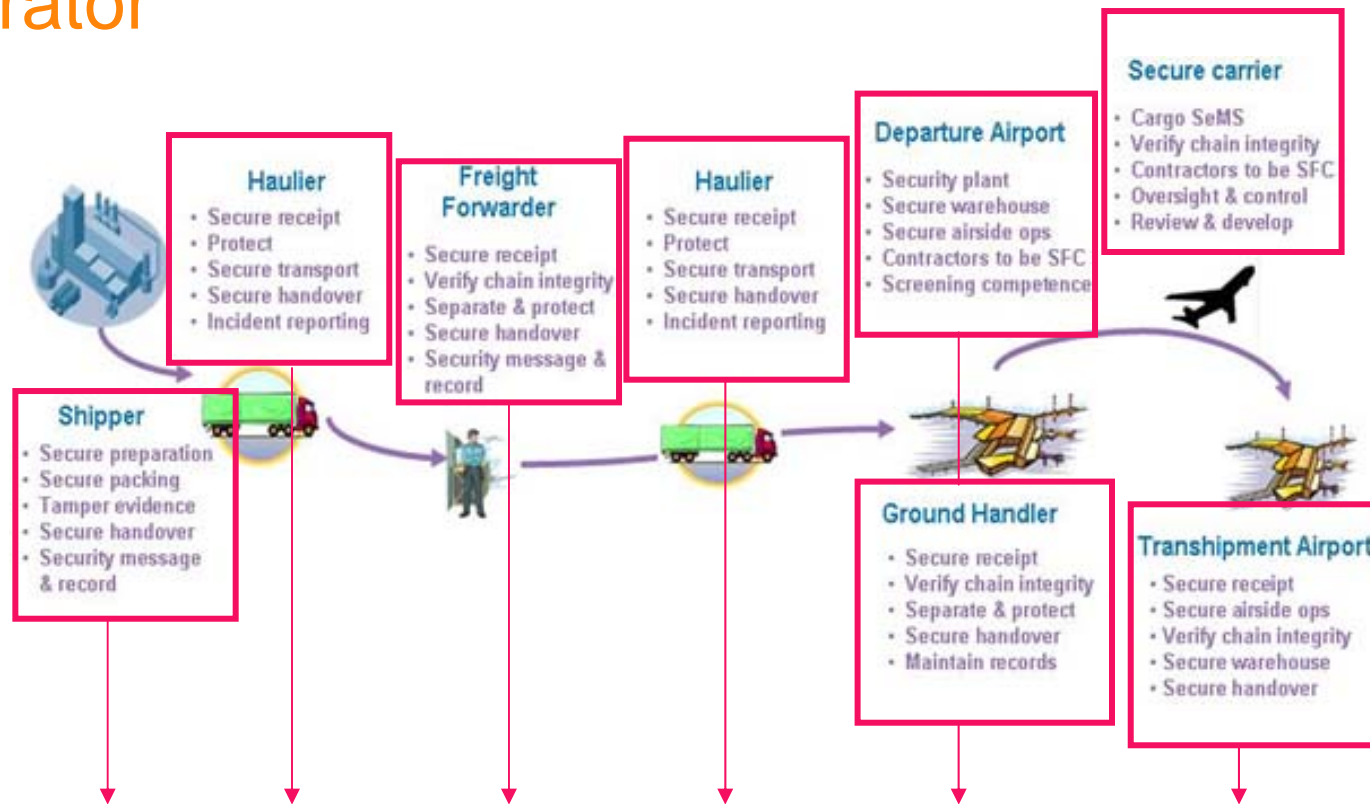 rator
Secure carrier
• Cargo SeMS
• Verify chain integrity
• Contractors to be SFC
• Oversight & control
• Review & develop
Departure Airport
• Security plant
• Secure warehouse
• Secure airside ops
• Contractors to be SFC
• Screening competence
Haulier
• Secure receipt
• Protect
• Secure transport
• Secure handover
• Incident reporting
Freight
Forwarder
• Secure receipt
• Verify chain integrity
• Separate & protect
• Secure handover
• Security message &
record
Haulier
• Secure receipt
• Protect
• Secure transport
• Secure handover
• Incident reporting
Shipper
• Secure preparation
• Secure packing
• Tamper evidence
• Secure handover
• Security message
& record
Ground Handler
• Secure receipt
• Verify chain integrity
• Separate & protect
• Secure handover
• Maintain records
Transhipment Airport
• Secure receipt
• Secure airside ops
• Verify chain integrity
• Secure warehouse
• Secure handover